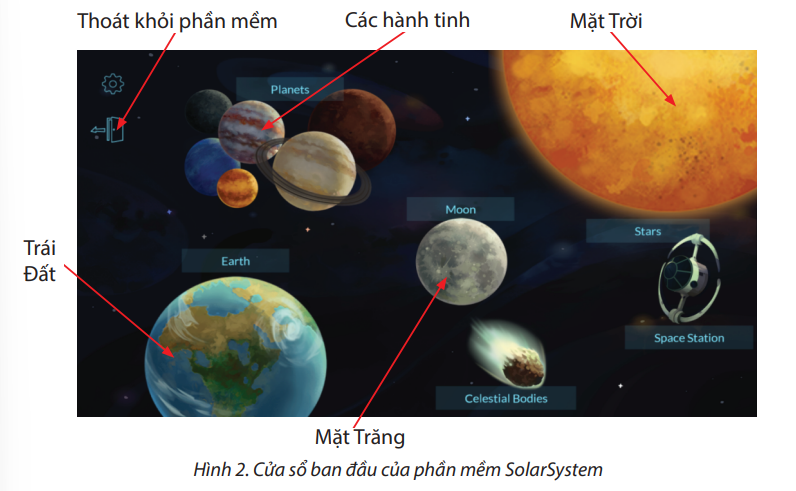 Thoát khỏi phần mềm
Các hành tinh
Mặt Trời
Planets
Moon
Stars
Trái
Đất
Earth
Space Station
Celestial Bodies
Mặt Trăng
Hình 2. Cửa sổ ban đầu của phần mềm SolarSystem